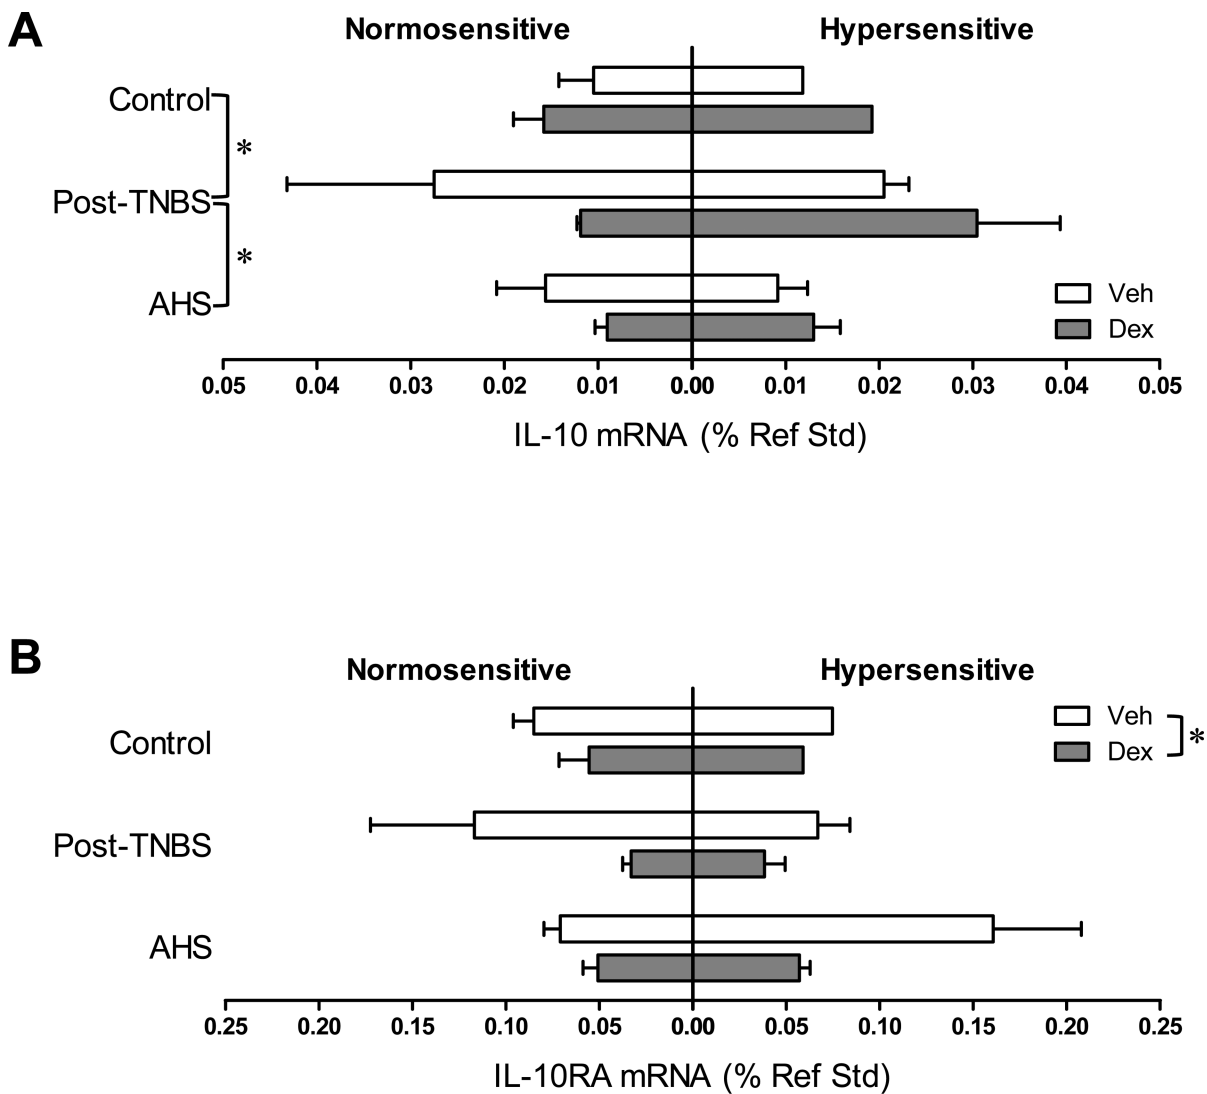 A
Normosensitive Hypersensitive
Control
*
Post-TNBS
*
AHS
Veh
Dex
0.05 0.04 0.03 0.02 0.01 0.00 0.01 0.02 0.03 0.04 0.05
IL-10 mRNA (% Ref Std)
B
Normosensitive Hypersensitive
Veh
Dex
*
Control
Post-TNBS
AHS
0.25 0.20 0.15 0.10 0.05 0.00 0.05 0.10 0.15 0.20 0.25
IL-10RA mRNA (% Ref Std)